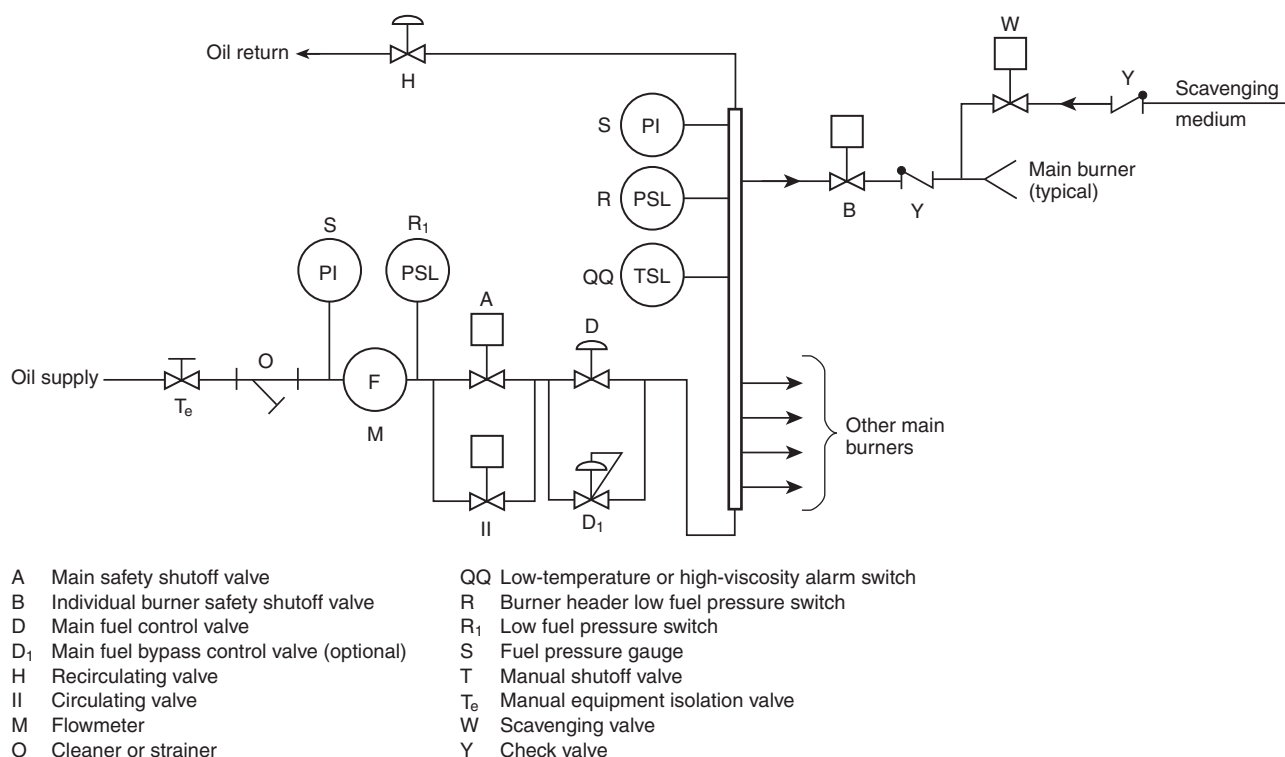 W
Oil return
H
Y
Scavenging
medium
S
PI
B
Y
Main burner
(typical)
R
PSL
S
PI
R₁
PSL
QQ
TSL
A
D
Oil supply
Tₑ
O
F
M
II
D₁
Other main
burners
A Main safety shutoff valve
B Individual burner safety shutoff valve
D Main fuel control valve
D₁ Main fuel bypass control valve (optional)
H Recirculating valve
II Circulating valve
M Flowmeter
O Cleaner or strainer
QQ Low-temperature or high-viscosity alarm switch
R Burner header low fuel pressure switch
R₁ Low fuel pressure switch
S Fuel pressure gauge
T Manual shutoff valve
Tₑ Manual equipment isolation valve
W Scavenging valve
Y Check valve